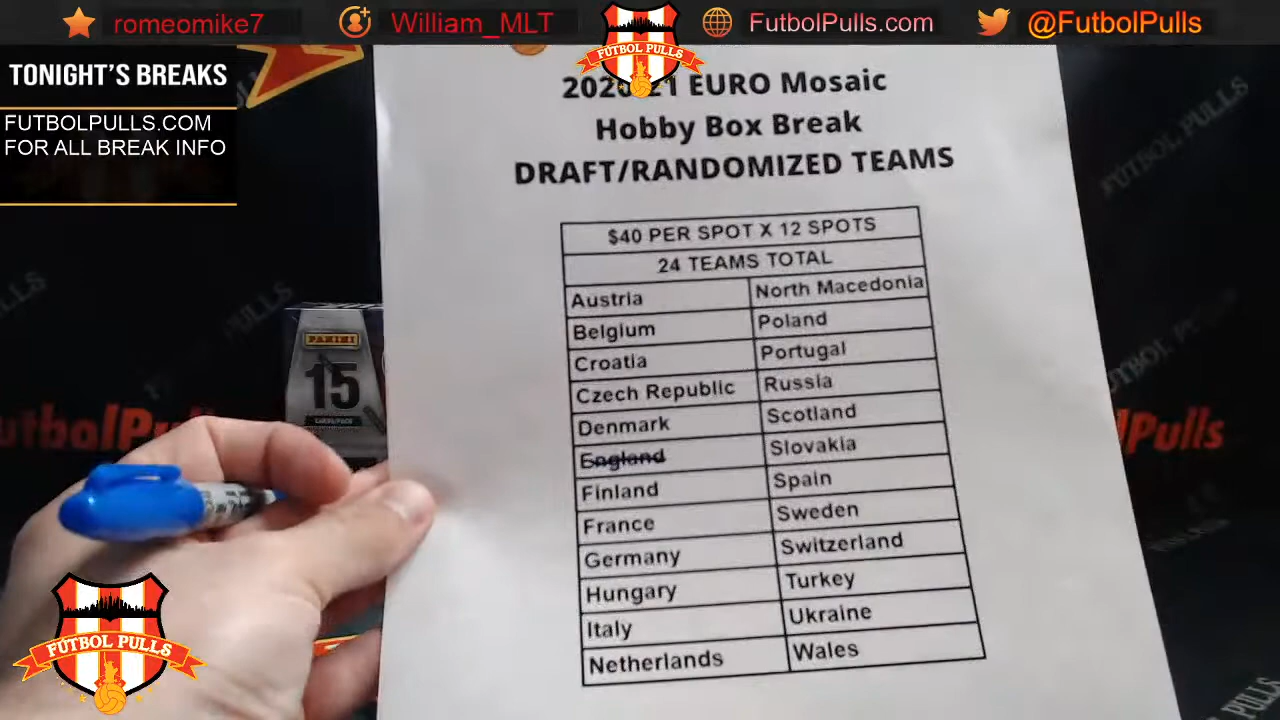 romeomike7
William_MLT
FutbolPulls.com
@FutbolPulls
FUTBOL PULLS
TONIGHT'S BREAKS
FUTBOLPULLS.COM
FOR ALL BREAK INFO
21 EURO Mosaic
Hobby Box Break
DRAFT/RANDOMIZED TEAMS
$40 PER SPOT X 12 SPOTS
24 TEAMS TOTAL
Austria North Macedonia
Belgium Poland
Croatia Portugal
Czech Republic Russia
Denmark Scotland
England Slovakia
Finland Spain
France Sweden
Germany Switzerland
Hungary Turkey
Italy Ukraine
Netherlands Wales
PANINI
15
CARDS/PACK
FUTBOL PULLS